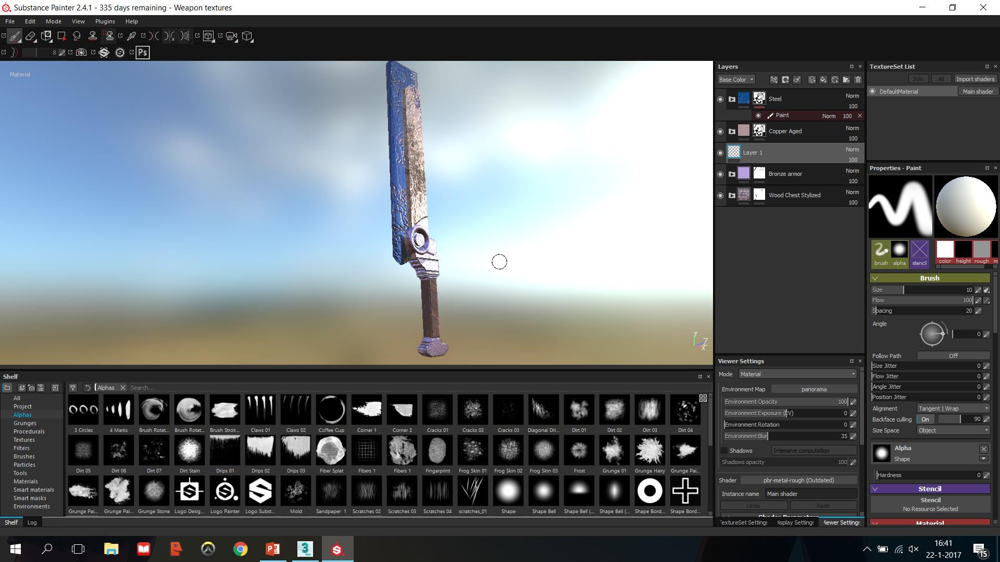 Substance Painter 2.4.1 - 335 days remaining - Weapon textures
File Edit Mode View Plugins Help
8
Ps
Material
Layers
Base Color
Steel Norm 100
Paint Norm 100
Copper Aged Norm 100
Layer 1 Norm 100
Bronze armor Norm 100
Wood Chest Stylized Norm 100
TextureSet List
Solo All Import shaders
DefaultMaterial Main shader
Properties - Paint
brush alpha stencil color height rough m
Brush
Size 10
Flow 100
Spacing 20
Angle 0
Follow Path Off
Size Jitter 0
Flow Jitter 0
Angle Jitter 0
Position Jitter 0
Alignment Tangent | Wrap
Backface culling On 90
Size Space Object
Alpha
Shape
Hardness 0
Stencil
Stencil
No Resource Selected
Material
Y
Z
X
Viewer Settings
Mode Material
Environment Map panorama
Environment Opacity 100
Environment Exposure (EV) 0
Environment Rotation 0
Environment Blur 35
Shadows Intensive computation
Shadows opacity 100
Shader pbr-metal-rough (Outdated)
Instance name Main shader
Undo Redo
Shader Parameters
TextureSet Settings Display Settings Viewer Settings
Shelf
Alphas Search...
All
Project
Alphas
Grunges
Procedurals
Textures
Filters
Brushes
Particles
Tools
Materials
Smart materials
Smart masks
Environments
3 Circles 4 Marks Brush Rotat... Brush Rotat... Brush Strok... Claws 01 Claws 02 Coffee Cup Corner 1 Corner 2 Cracks 01 Cracks 02 Cracks 03 Diagonal Dri... Dirt 01 Dirt 02 Dirt 03 Dirt 04
Dirt 05 Dirt 06 Dirt 07 Dirt Stain Drips 01 Drips 02 Drips 03 Fiber Splat Fibers 1 Fibers 1 Fingerprint Frog Skin 01 Frog Skin 02 Frog Skin 03 Frost Grunge 01 Grunge Hairy Grunge Pai...
Grunge Pai... Grunge Pai... Grunge Stone Logo Desig... Logo Painter Logo Subst... Mold Sandpaper 1 Scratches 02 Scratches 03 Scratches 04 scratches_01 Shape Shape Bell Shape Bell (... Shape Bell (... Shape Bord... Shape Bord...
Shelf Log
P
3
MAX
16:41
22-1-2017
15